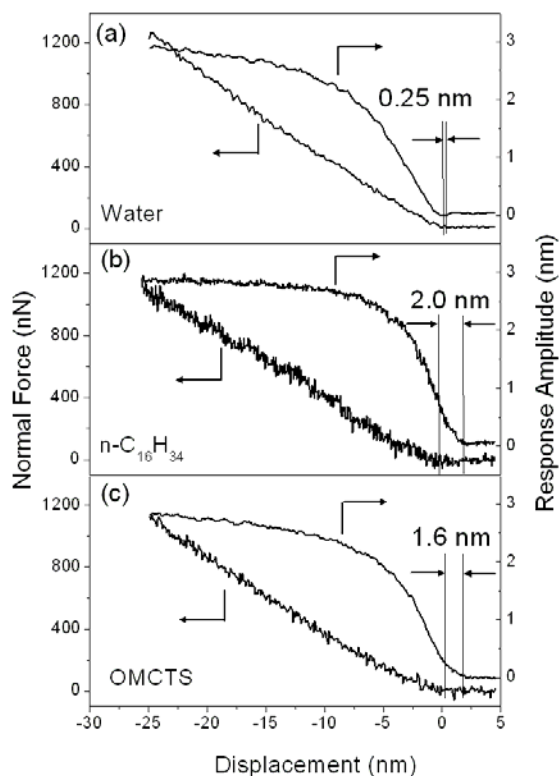 (a)
1200
800
400
0
3
2
1
0
0.25 nm
Water
(b)
1200
800
400
0
3
2
1
0
2.0 nm
n-C₁₆H₃₄
(c)
1200
800
400
0
3
2
1
0
1.6 nm
OMCTS
Normal Force (nN)
Response Amplitude (nm)
-30 -25 -20 -15 -10 -5 0 5
Displacement (nm)